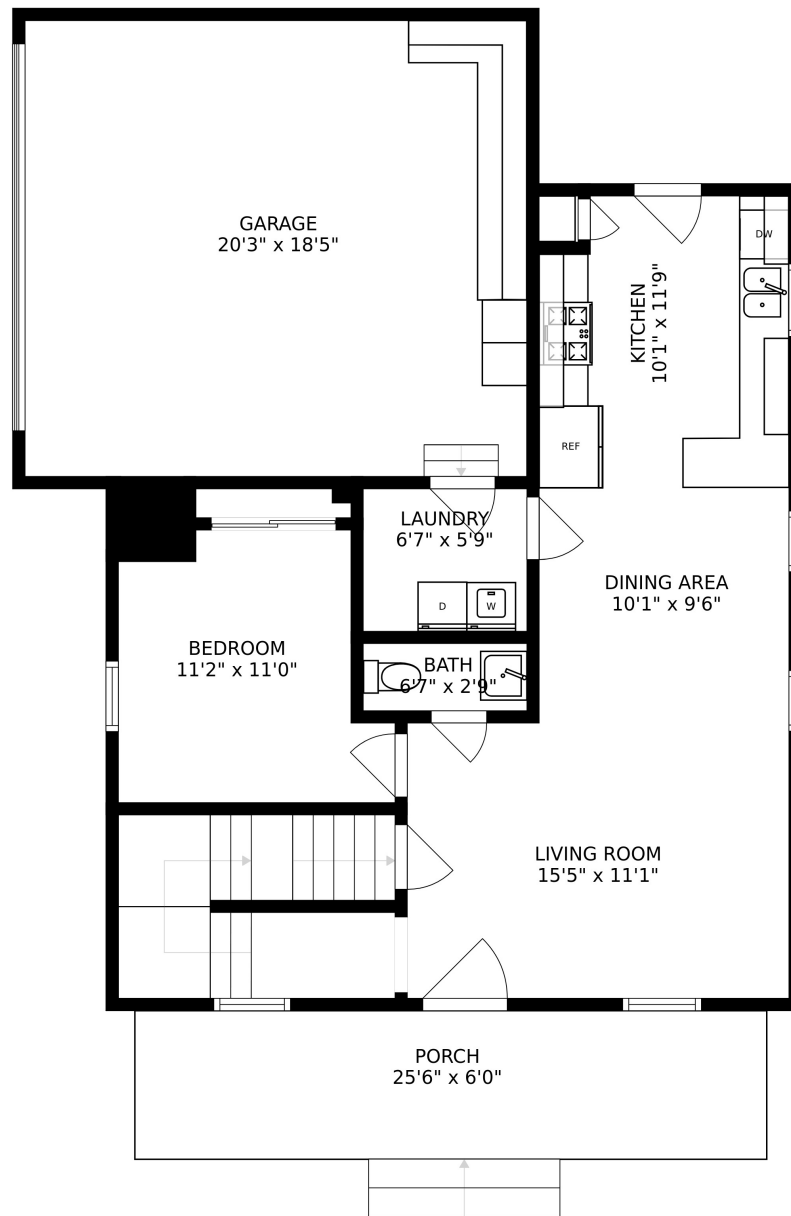 GARAGE
20'3" x 18'5"
DW
KITCHEN
10'1" x 11'9"
REF
LAUNDRY
6'7" x 5'9"
D
W
DINING AREA
10'1" x 9'6"
BEDROOM
11'2" x 11'0"
BATH
6'7" x 2'9"
LIVING ROOM
15'5" x 11'1"
PORCH
25'6" x 6'0"